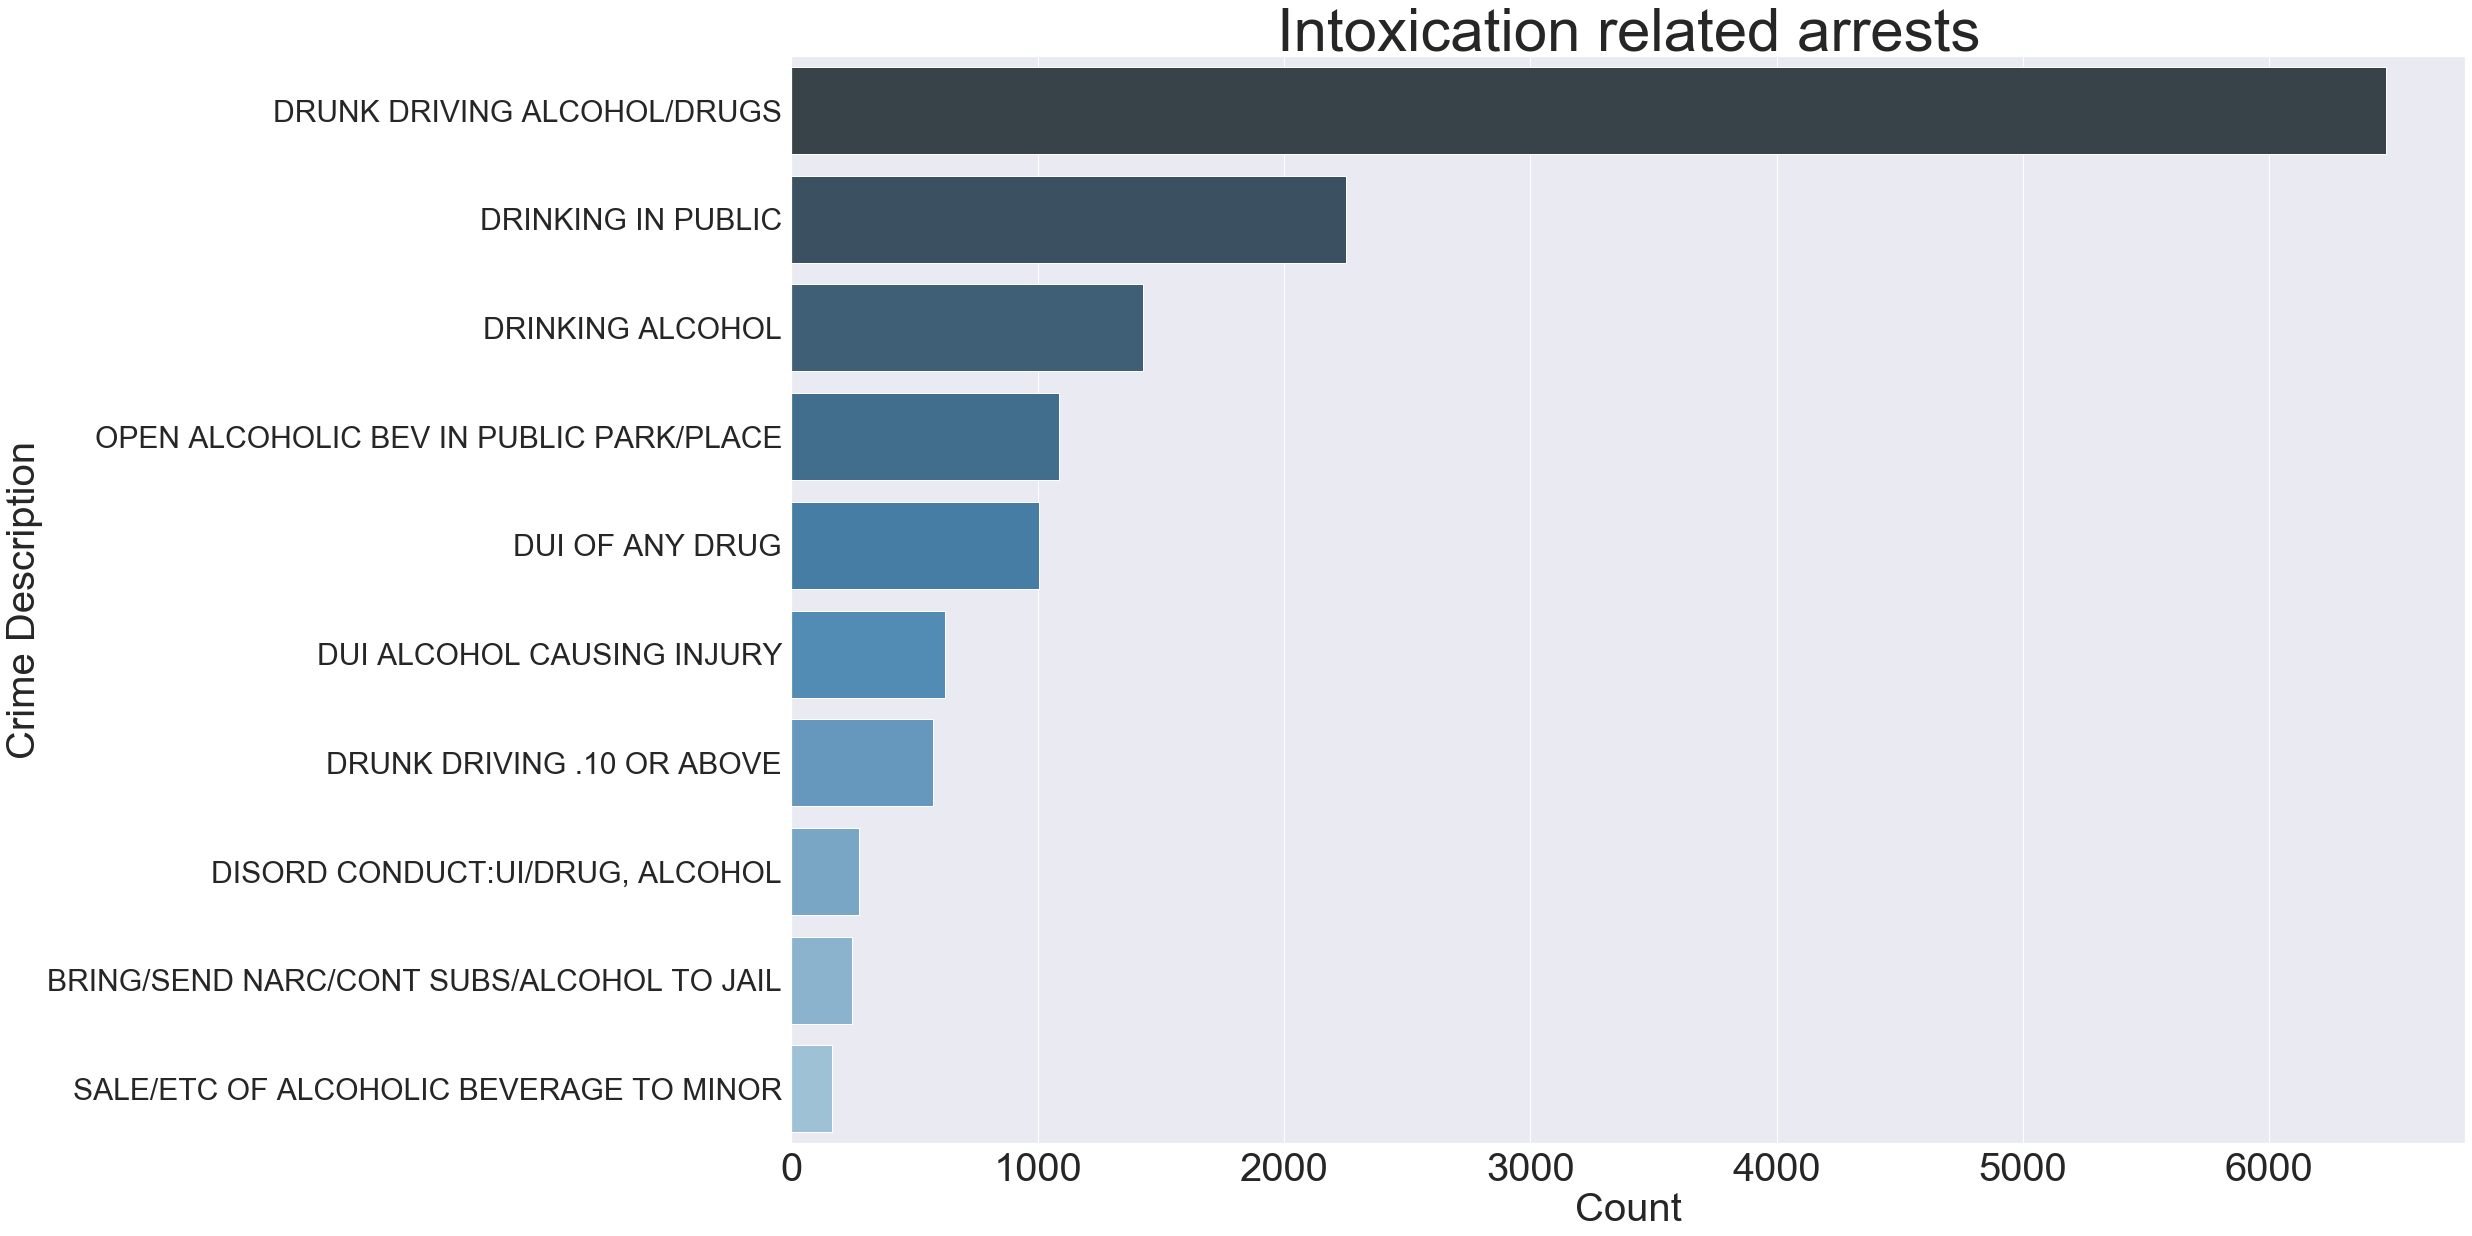 Intoxication related arrests
Crime Description
DRUNK DRIVING ALCOHOL/DRUGS
DRINKING IN PUBLIC
DRINKING ALCOHOL
OPEN ALCOHOLIC BEV IN PUBLIC PARK/PLACE
DUI OF ANY DRUG
DUI ALCOHOL CAUSING INJURY
DRUNK DRIVING .10 OR ABOVE
DISORD CONDUCT:UI/DRUG, ALCOHOL
BRING/SEND NARC/CONT SUBS/ALCOHOL TO JAIL
SALE/ETC OF ALCOHOLIC BEVERAGE TO MINOR
0 1000 2000 3000 4000 5000 6000
Count